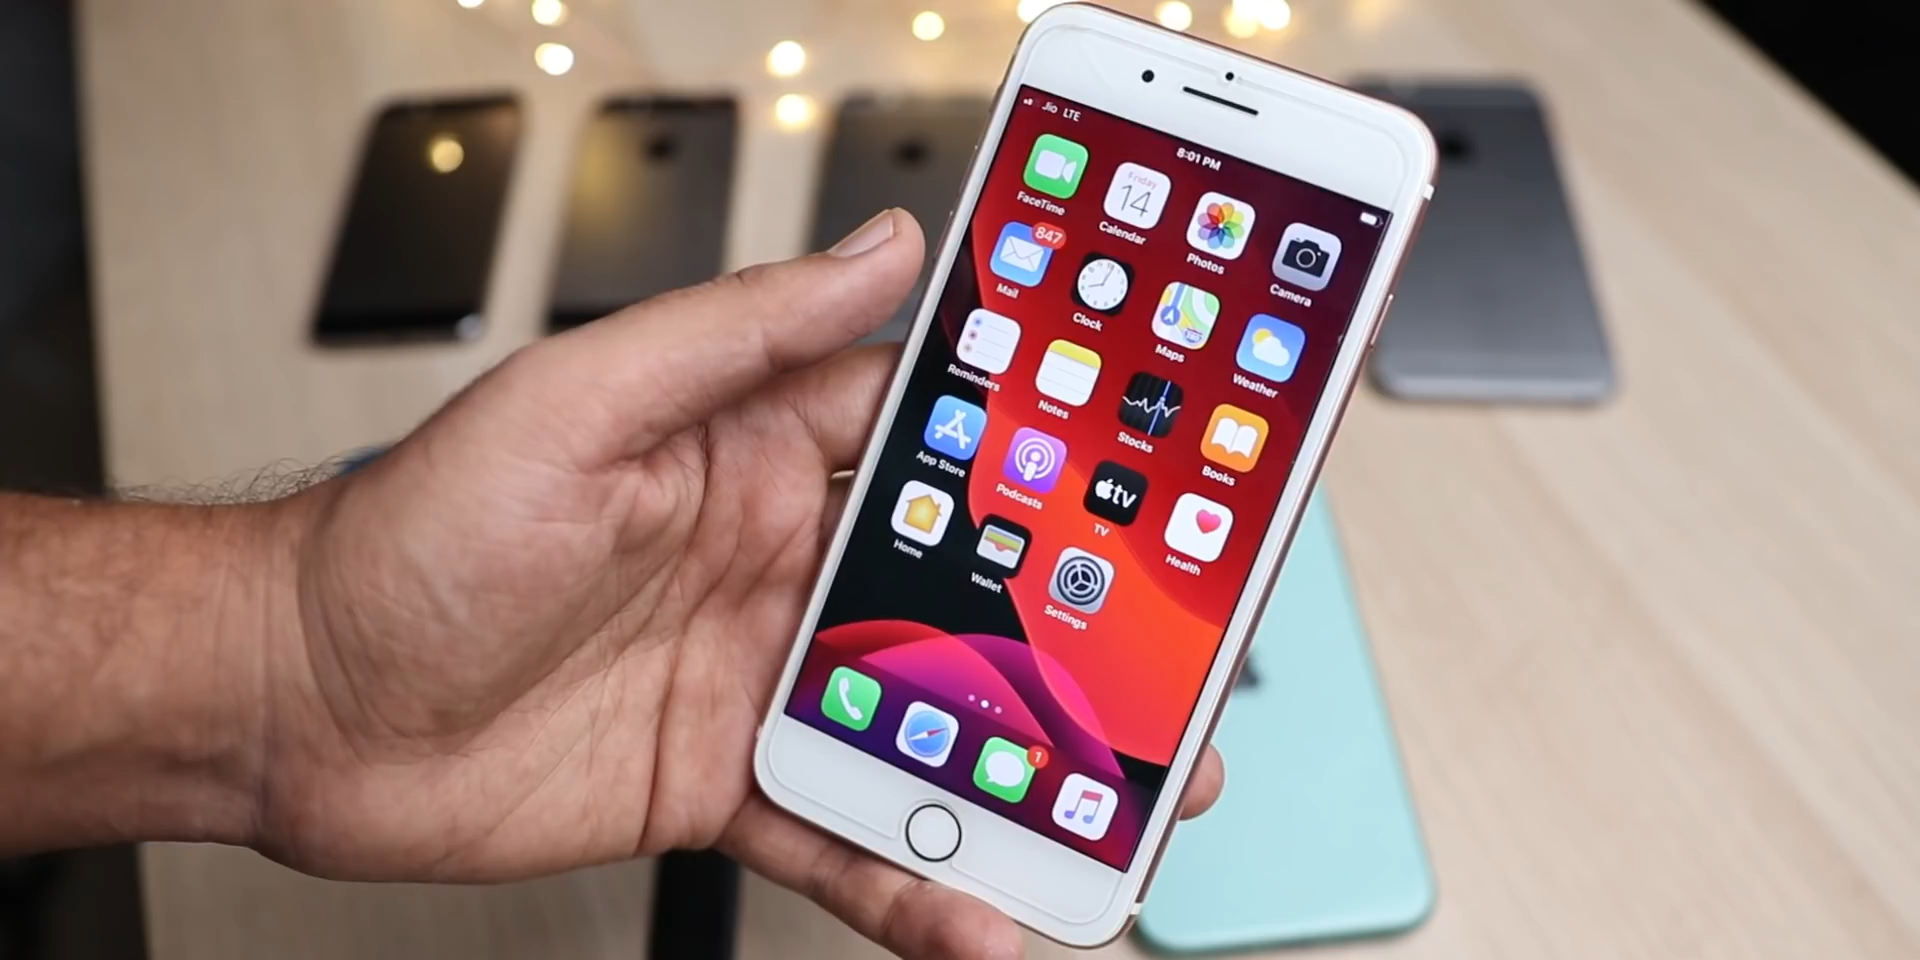 Jio LTE
8:01 PM
FaceTime
Friday
14
Calendar
Photos
Camera
847
Mail
Clock
Maps
Weather
Reminders
Notes
Stocks
Books
App Store
Podcasts
tv
TV
Health
Home
Wallet
Settings
1